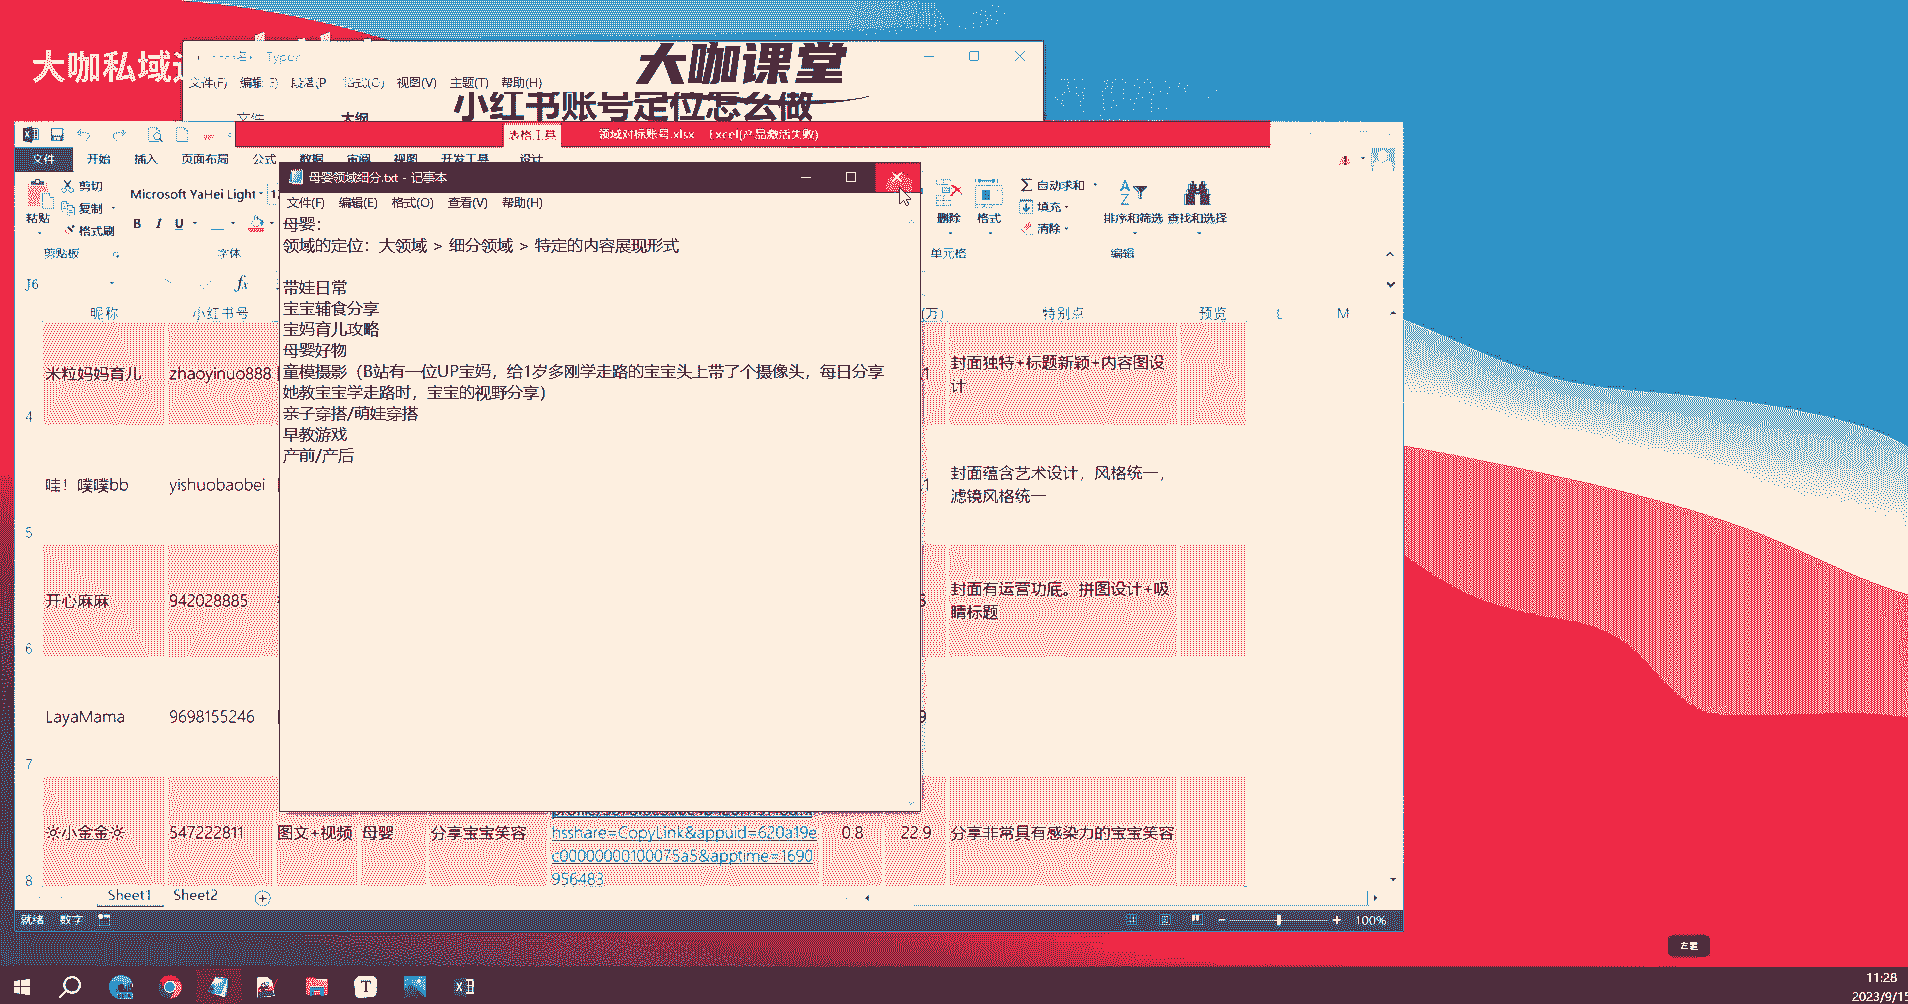 大咖私域
大咖课堂
小红书账号定位怎么做
文件(F) 编辑 段落(P 格式(O) 视图(V) 主题(T) 帮助(H)
文件 大纲
表格工具 领域对标账号.xlsx - Excel(产品激活失败)
文件 开始 插入 页面布局 公式 数据 审阅 视图 开发工具 设计
粘贴
剪切
复制
格式刷
剪贴板
Microsoft YaHei Light
B I U
字体
删除 格式
单元格
自动求和
填充
清除
排序和筛选 查找和选择
编辑
J6 fx
昵称 小红书号 (万) 特别点 预览 L M
母婴领域细分.txt - 记事本
文件(F) 编辑(E) 格式(O) 查看(V) 帮助(H)
母婴：
领域的定位：大领域 > 细分领域 > 特定的内容展现形式
带娃日常
宝宝辅食分享
宝妈育儿攻略
母婴好物
童模摄影（B站有一位UP宝妈，给1岁多刚学走路的宝宝头上带了个摄像头，每日分享
她教宝宝学走路时，宝宝的视野分享）
亲子穿搭/萌娃穿搭
早教游戏
产前/产后
4 米粒妈妈育儿 zhaoyinuo888 封面独特+标题新颖+内容图设
计
5 哇！噗噗bb yishuobaobei 封面蕴含艺术设计，风格统一，
滤镜风格统一
6 开心麻麻 942028885 封面有运营功底。拼图设计+吸
睛标题
7 LayaMama 9698155246
8 ☼小金金☼ 547222811 图文+视频 母婴 分享宝宝笑容 hsshare=CopyLink&appuid=620a19e
c00000000100075a5&apptime=1690
956483 0.8 22.9 分享非常具有感染力的宝宝笑容
Sheet1 Sheet2
就绪 数字 100%
11:28
2023/9/15